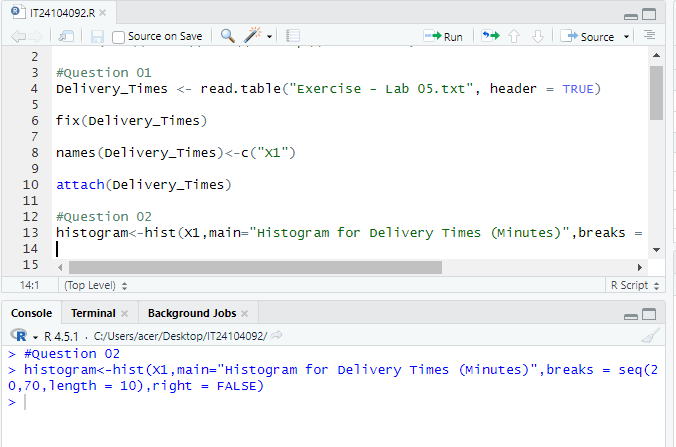 IT24104092.R
Source on Save
Run
Source
2
3 #Question 01
4 Delivery_Times <- read.table("Exercise - Lab 05.txt", header = TRUE)
5
6 fix(Delivery_Times)
7
8 names(Delivery_Times)<-c("X1")
9
10 attach(Delivery_Times)
11
12 #Question 02
13 histogram<-hist(X1,main="Histogram for Delivery Times (Minutes)",breaks =
14
15
14:1 (Top Level) R Script
Console Terminal Background Jobs
R 4.5.1 · C:/Users/acer/Desktop/IT24104092/
> #Question 02
> histogram<-hist(X1,main="Histogram for Delivery Times (Minutes)",breaks = seq(2
0,70,length = 10),right = FALSE)
>